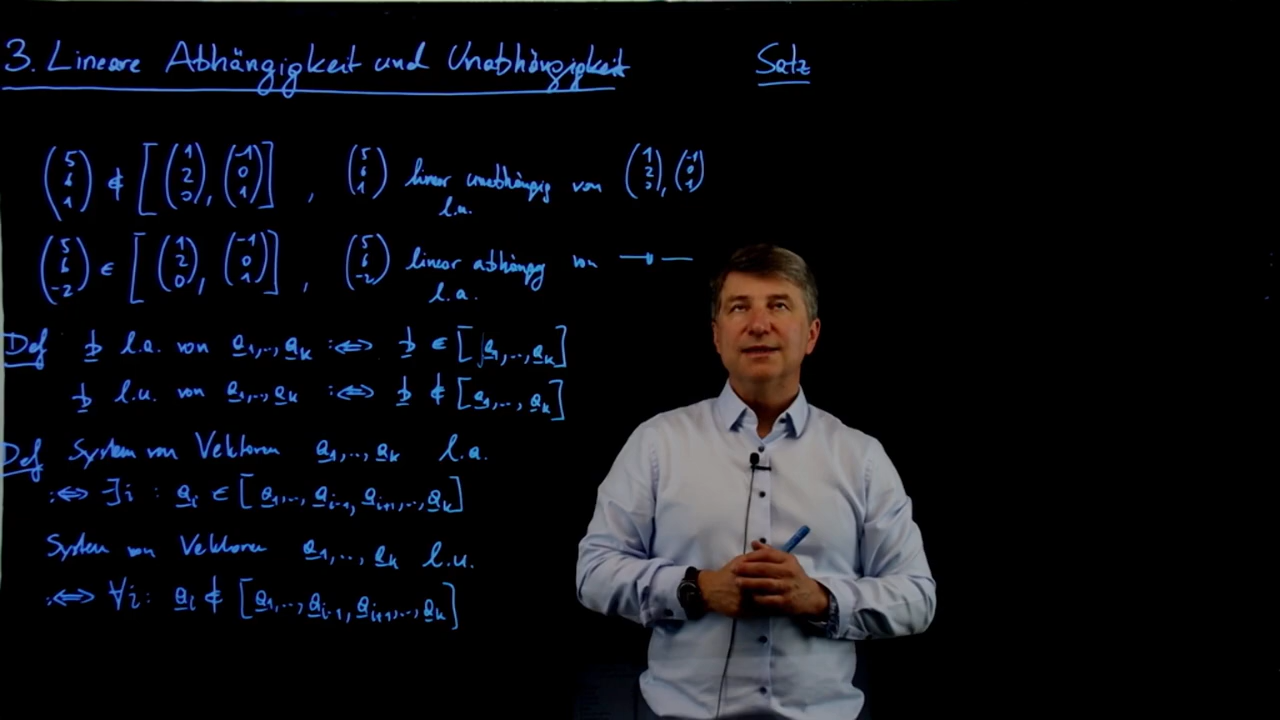 3. Lineare Abhängigkeit und Unabhängigkeit
Satz
(5 6 1) ∉ [(1 2 0), (-1 0 1)], (5 6 1) linear unabhängig von (1 2 0), (-1 0 1)
l.u.
(5 6 -2) ∈ [(1 2 0), (-1 0 1)], (5 6 -2) linear abhängig von —"—
l.a.
Def b l.a. von a₁,..,aₖ :⇔ b ∈ [a₁,..,aₖ]
b l.u. von a₁,..,aₖ :⇔ b ∉ [a₁,..,aₖ]
Def System von Vektoren a₁,..,aₖ l.a.
:⇔ ∃i : aᵢ ∈ [a₁,..,aᵢ₋₁,aᵢ₊₁,..,aₖ]
System von Vektoren a₁,..,aₖ l.u.
:⇔ ∀i: aᵢ ∉ [a₁,..,aᵢ₋₁,aᵢ₊₁,..,aₖ]